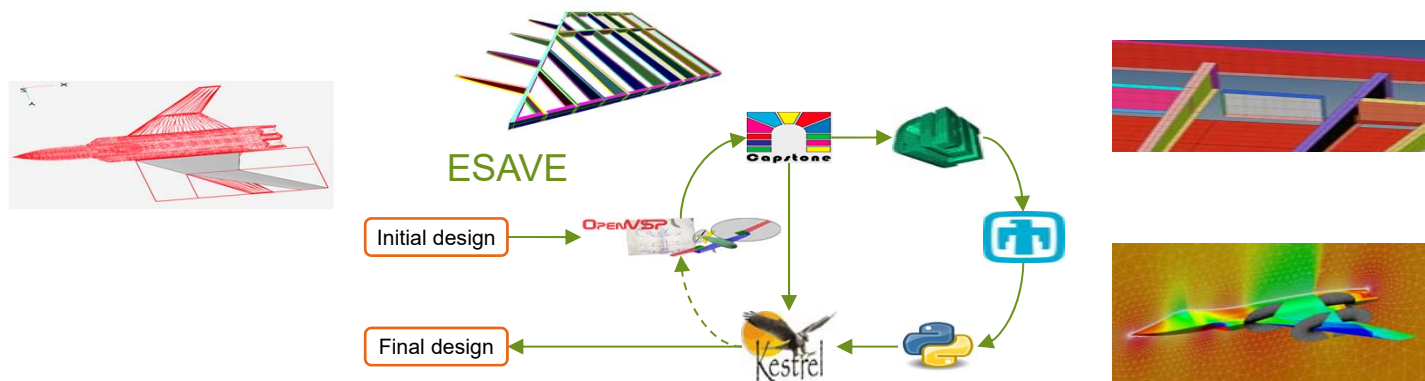 ESAVE
Capstone
OPENVSP
Initial design
Final design
Kestrel
X
Y